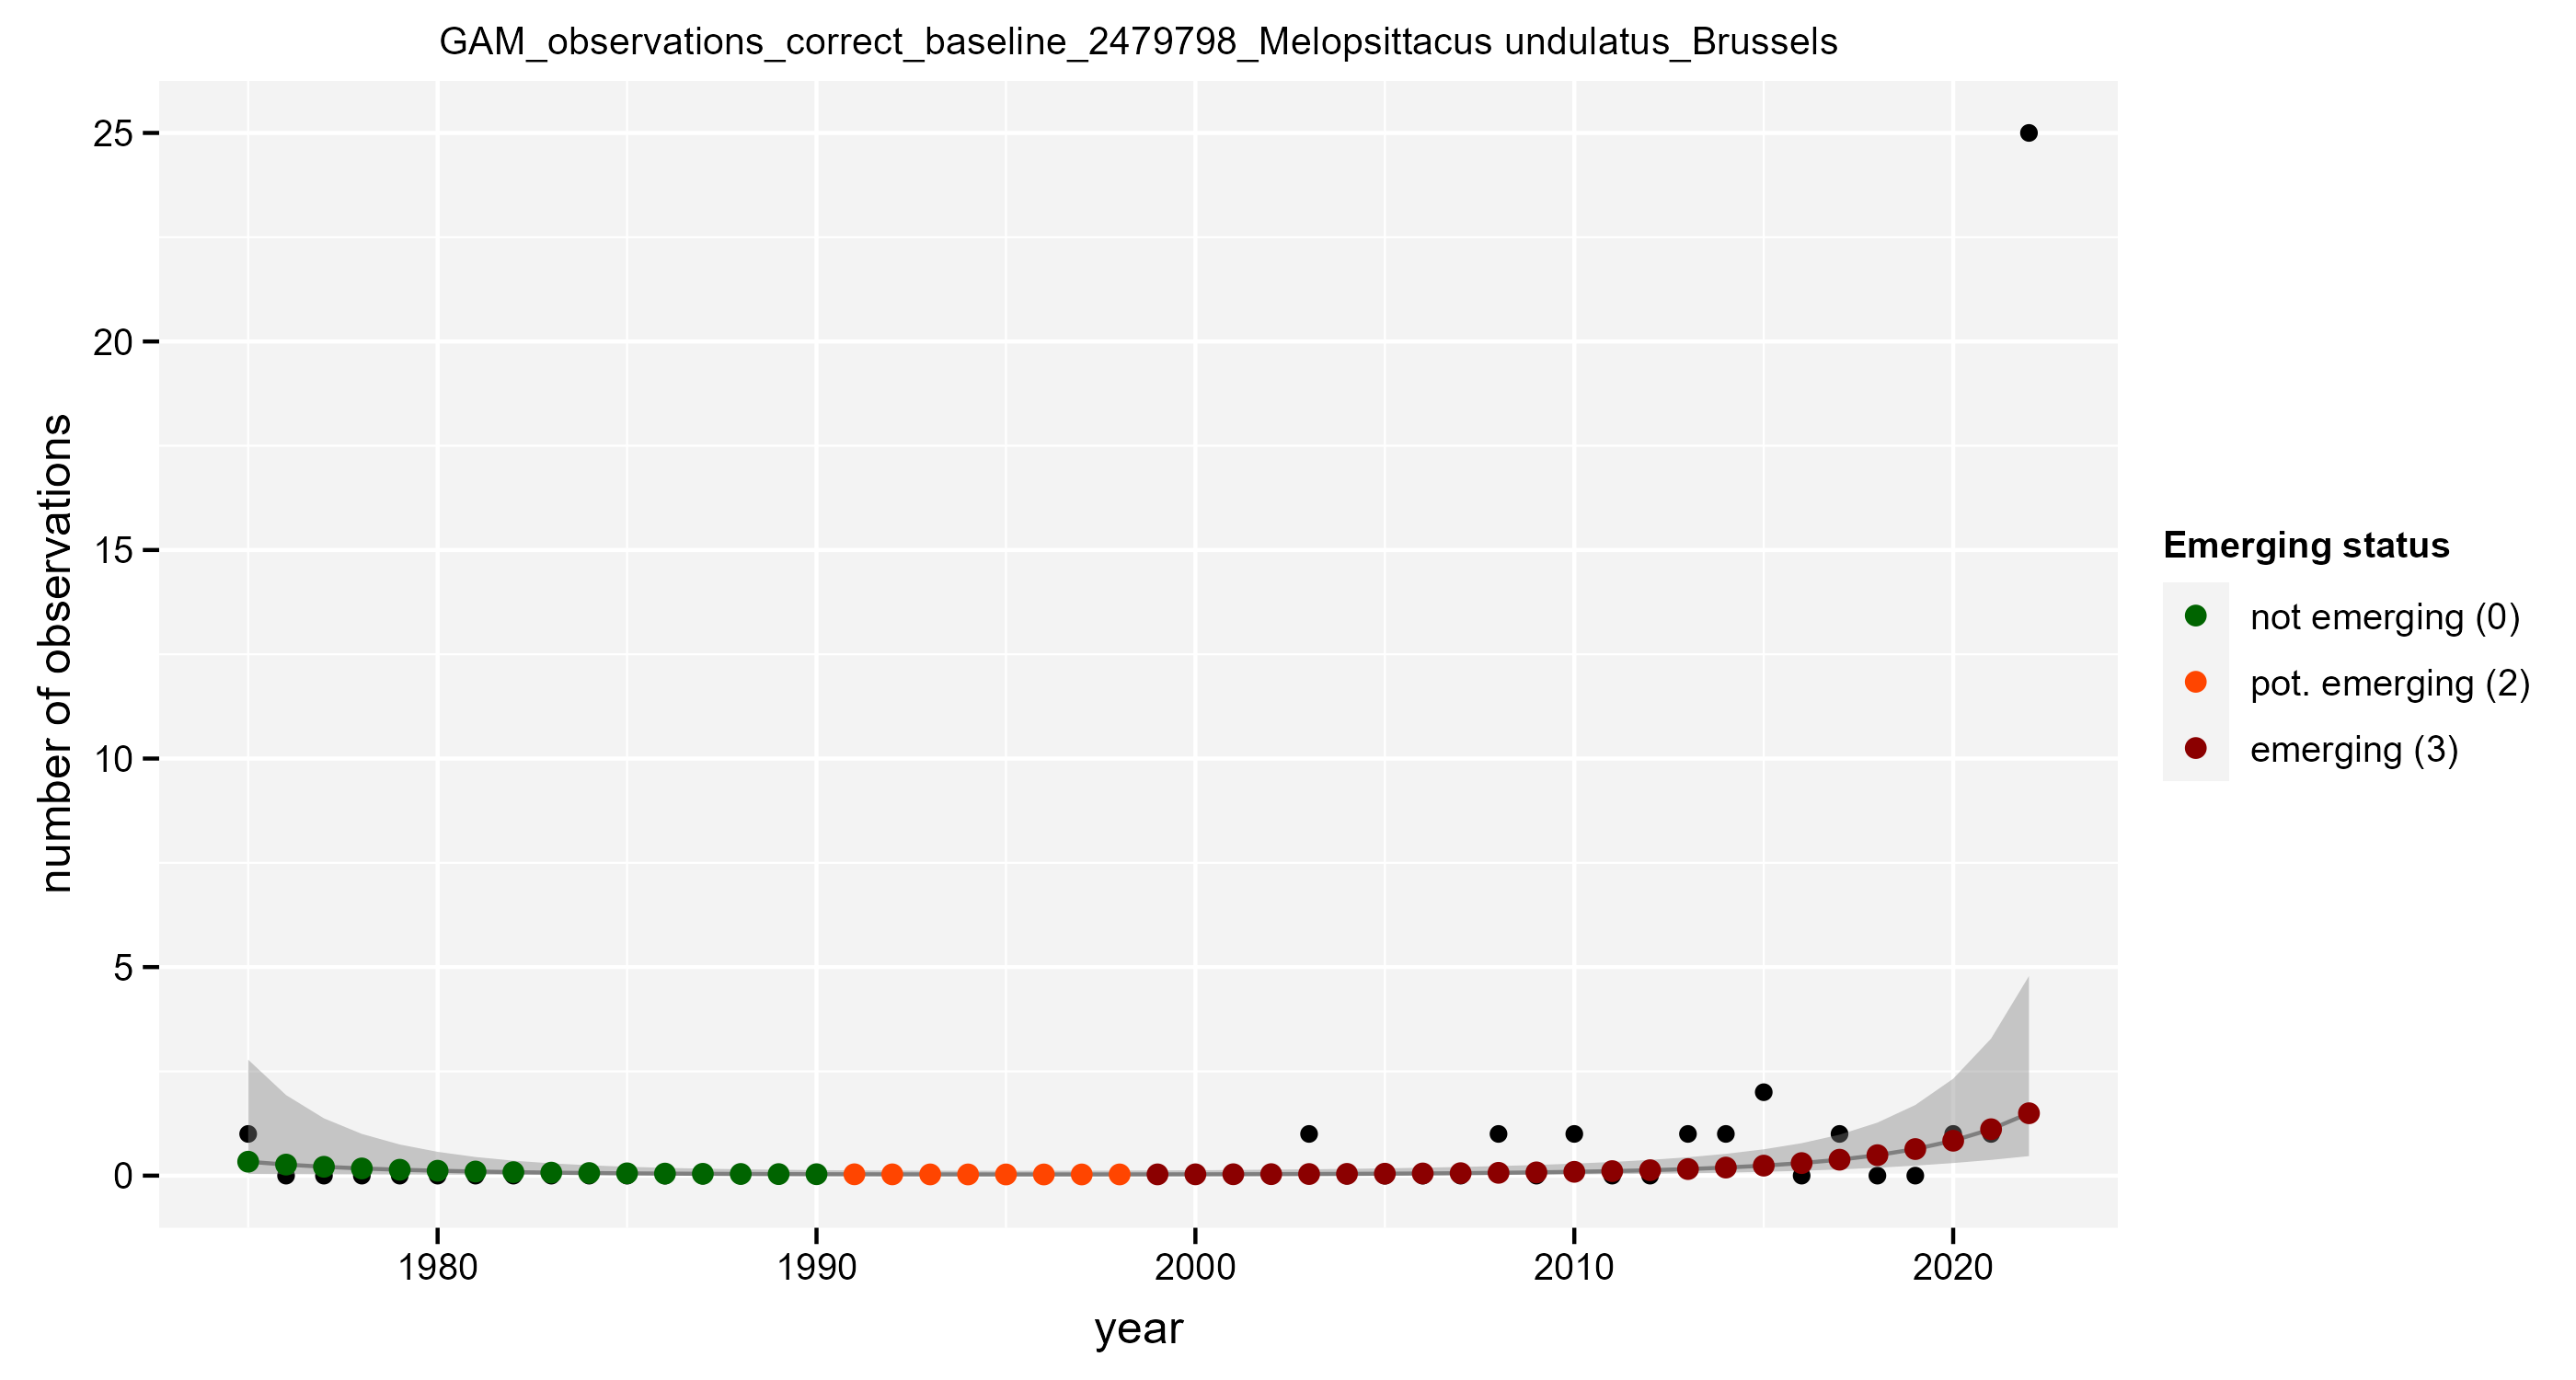 GAM_observations_correct_baseline_2479798_Melopsittacus undulatus_Brussels
number of observations
25
20
15
10
5
0
1980 1990 2000 2010 2020
year
Emerging status
not emerging (0)
pot. emerging (2)
emerging (3)